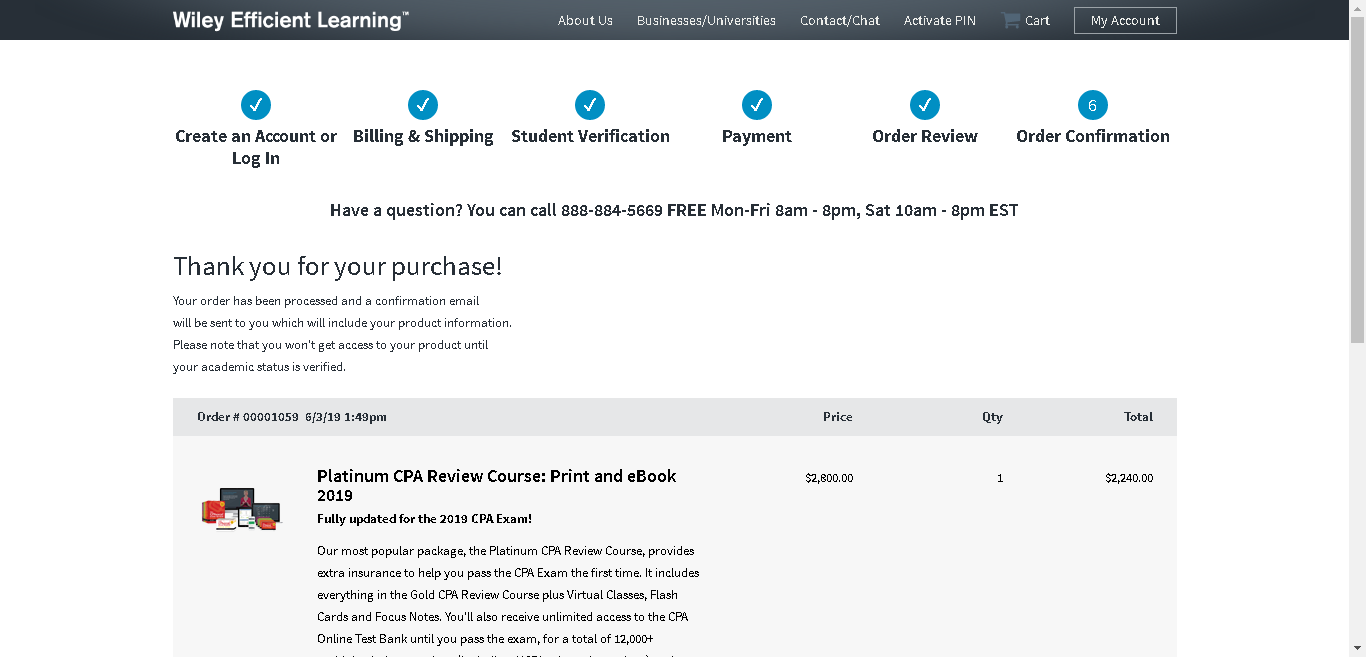 Wiley Efficient Learning™
About Us
Businesses/Universities
Contact/Chat
Activate PIN
Cart
My Account
6
Create an Account or
Log In
Billing & Shipping
Student Verification
Payment
Order Review
Order Confirmation
Have a question? You can call 888-884-5669 FREE Mon-Fri 8am - 8pm, Sat 10am - 8pm EST
Thank you for your purchase!
Your order has been processed and a confirmation email
will be sent to you which will include your product information.
Please note that you won't get access to your product until
your academic status is verified.
Order # 00001059 6/3/19 1:49pm
Price
Qty
Total
Platinum CPA Review Course: Print and eBook
2019
$2,800.00
1
$2,240.00
Fully updated for the 2019 CPA Exam!
Our most popular package, the Platinum CPA Review Course, provides
extra insurance to help you pass the CPA Exam the first time. It includes
everything in the Gold CPA Review Course plus Virtual Classes, Flash
Cards and Focus Notes. You'll also receive unlimited access to the CPA
Online Test Bank until you pass the exam, for a total of 12,000+